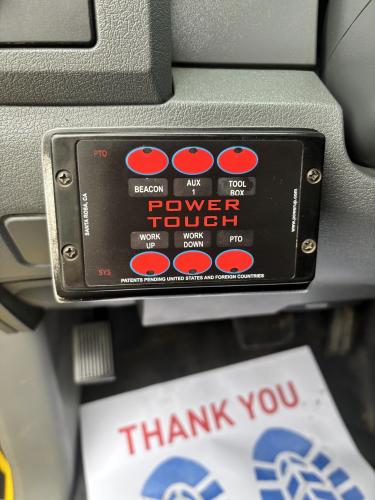 PTO
BEACON
AUX
1
TOOL
BOX
POWER
TOUCH
WORK
UP
WORK
DOWN
PTO
SYS
PATENTS PENDING UNITED STATES AND FOREIGN COUNTRIES
SANTA ROSA, CA
THANK YOU